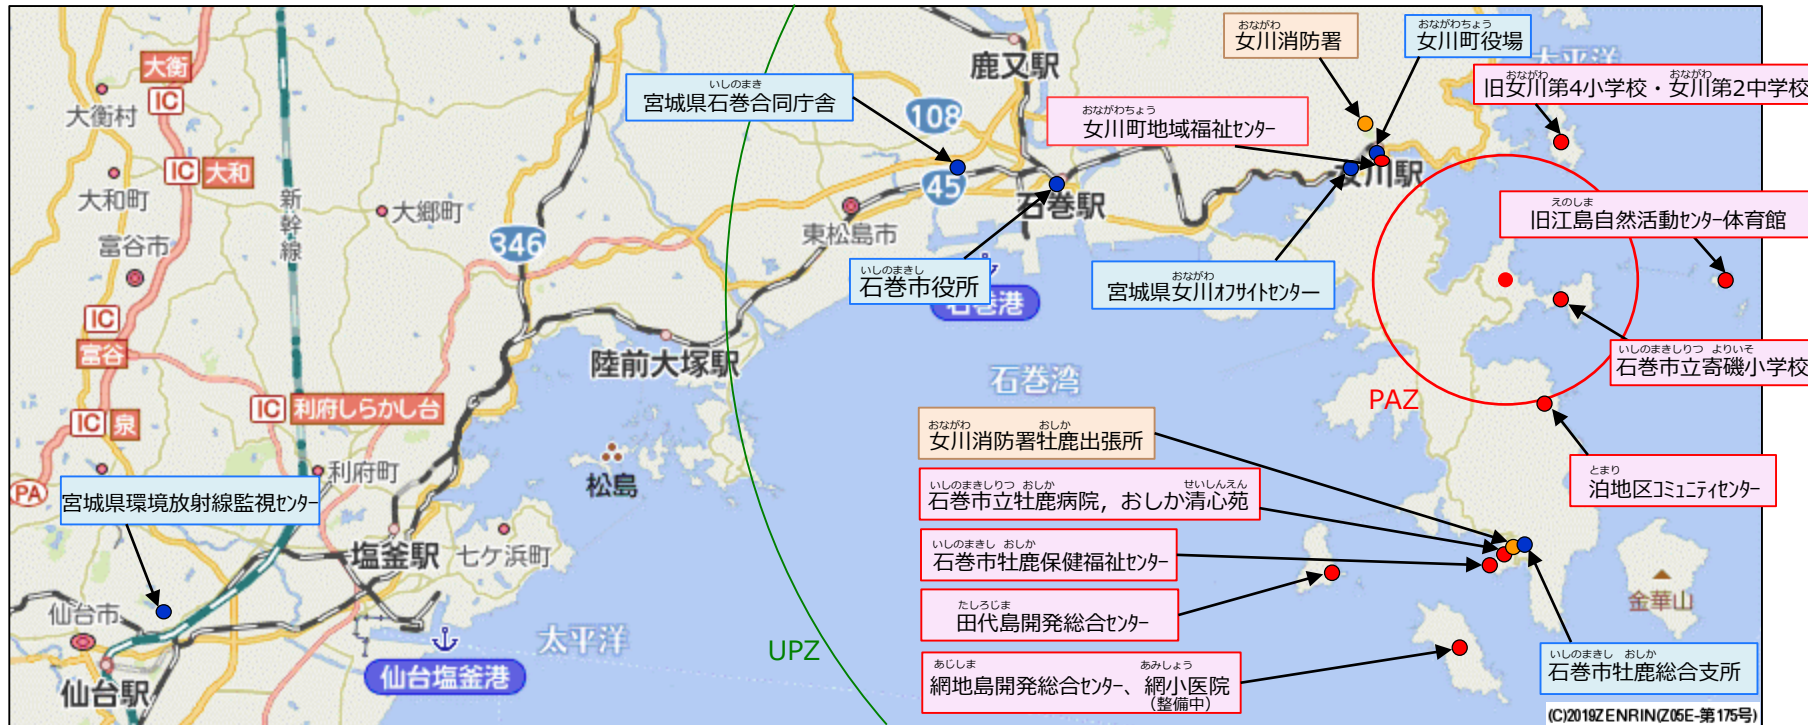 おながわ
女川消防署
おながわちょう
女川町役場
太平洋
おながわ おながわ
旧女川第4小学校・女川第2中学校
いしのまき
宮城県石巻合同庁舎
鹿又駅
108
おながわちょう
女川町地域福祉センター
大衡
IC
大衡村
IC
大和
大和町
新幹線
大郷町
富谷市
346
東松島市
45
石巻駅
女川駅
えのしま
旧江島自然活動センター体育館
いしのまきし
石巻市役所
石巻港
おながわ
宮城県女川オフサイトセンター
IC
富谷
陸前大塚駅
石巻湾
いしのまきしりつ よりいそ
石巻市立寄磯小学校
PAZ
IC
利府しらかし台
IC
泉
おながわ おしか
女川消防署牡鹿出張所
利府町
松島
PA
宮城県環境放射線監視センター
いしのまきしりつ おしか せいしんえん
石巻市立牡鹿病院，おしか清心苑
とまり
泊地区コミュニティセンター
塩釜駅
七ケ浜町
いしのまきし おしか
石巻市牡鹿保健福祉センター
仙台市
たしろじま
田代島開発総合センター
金華山
太平洋
UPZ
仙台塩釜港
仙台駅
あじしま あみしょう
網地島開発総合センター、網小医院
（整備中）
いしのまきし おしか
石巻市牡鹿総合支所
(C)2019ZENRIN(Z05E-第175号)